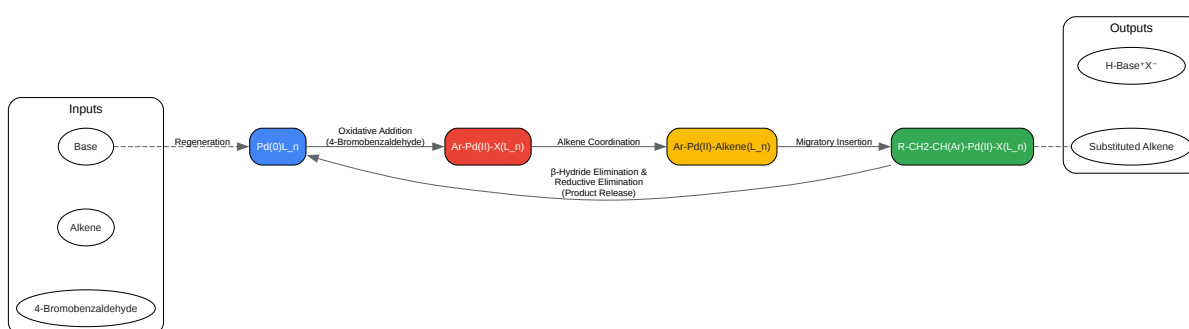 Outputs
H-Base⁺X⁻
Inputs
Base
Regeneration
Pd(0)L_n
Oxidative Addition
(4-Bromobenzaldehyde)
Ar-Pd(II)-X(L_n)
Alkene Coordination
Ar-Pd(II)-Alkene(L_n)
Migratory Insertion
R-CH2-CH(Ar)-Pd(II)-X(L_n)
Substituted Alkene
β-Hydride Elimination &
Reductive Elimination
(Product Release)
Alkene
4-Bromobenzaldehyde